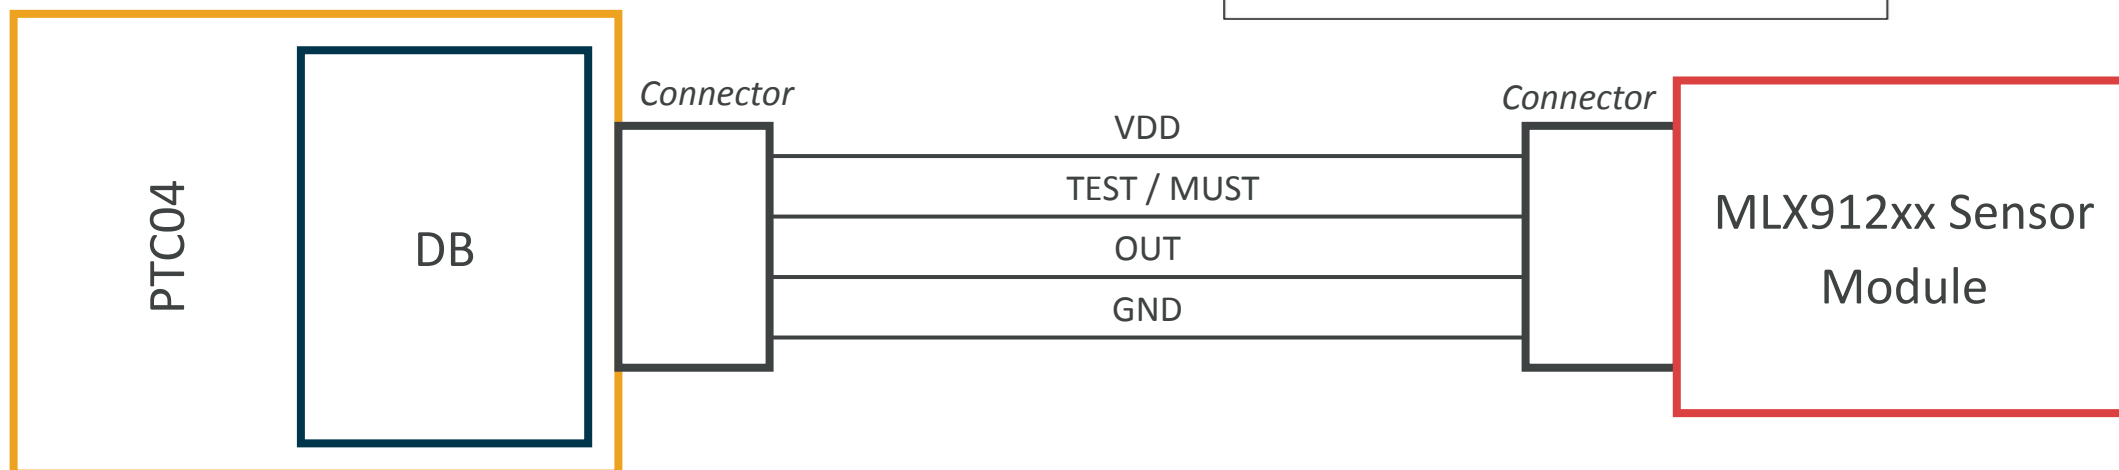 PTC04
DB
Connector
VDD
TEST / MUST
OUT
GND
Connector
MLX912xx Sensor
Module